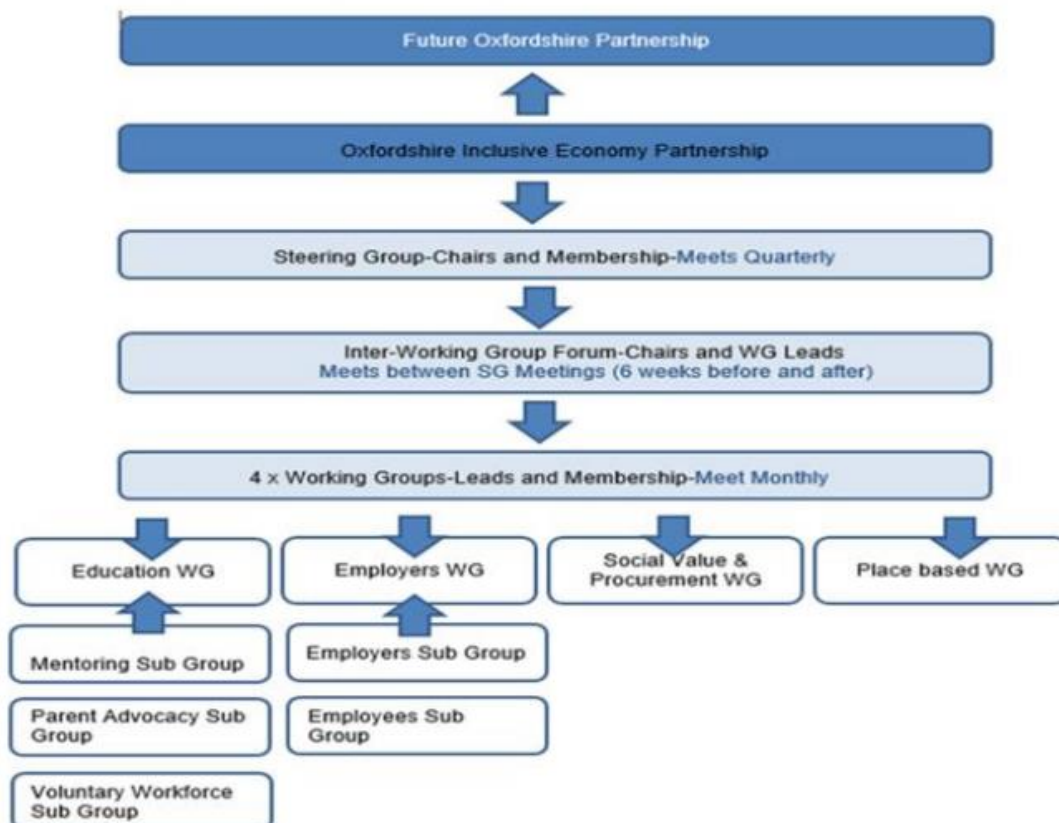 Future Oxfordshire Partnership
Oxfordshire Inclusive Economy Partnership
Steering Group-Chairs and Membership-Meets Quarterly
Inter-Working Group Forum-Chairs and WG Leads
Meets between SG Meetings (6 weeks before and after)
4 x Working Groups-Leads and Membership-Meet Monthly
Education WG
Employers WG
Social Value &
Procurement WG
Place based WG
Mentoring Sub Group
Employers Sub Group
Parent Advocacy Sub
Group
Employees Sub
Group
Voluntary Workforce
Sub Group